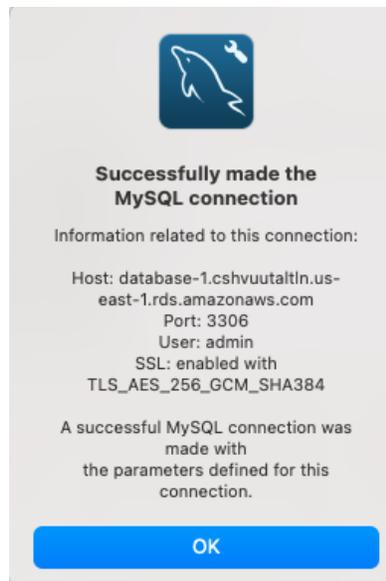 Successfully made the
MySQL connection
Information related to this connection:
Host: database-1.cshvuutaltln.us-
east-1.rds.amazonaws.com
Port: 3306
User: admin
SSL: enabled with
TLS_AES_256_GCM_SHA384
A successful MySQL connection was
made with
the parameters defined for this
connection.
OK